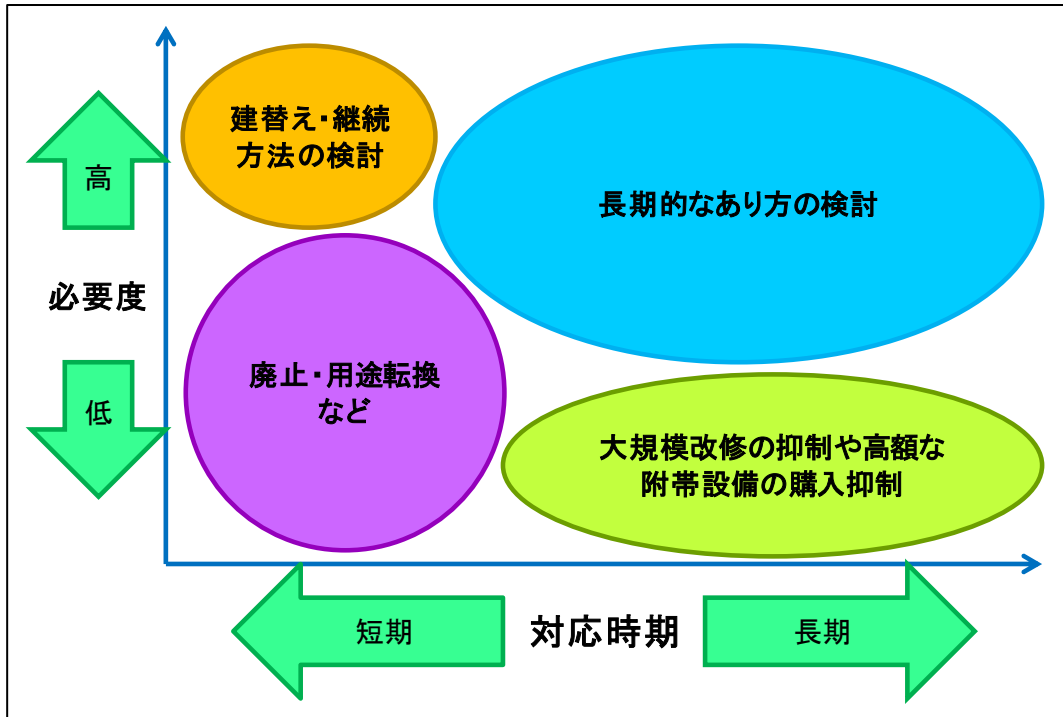 建替え・継続
方法の検討
高
長期的なあり方の検討
必要度
廃止・用途転換
など
低
大規模改修の抑制や高額な
附帯設備の購入抑制
短期
対応時期
長期